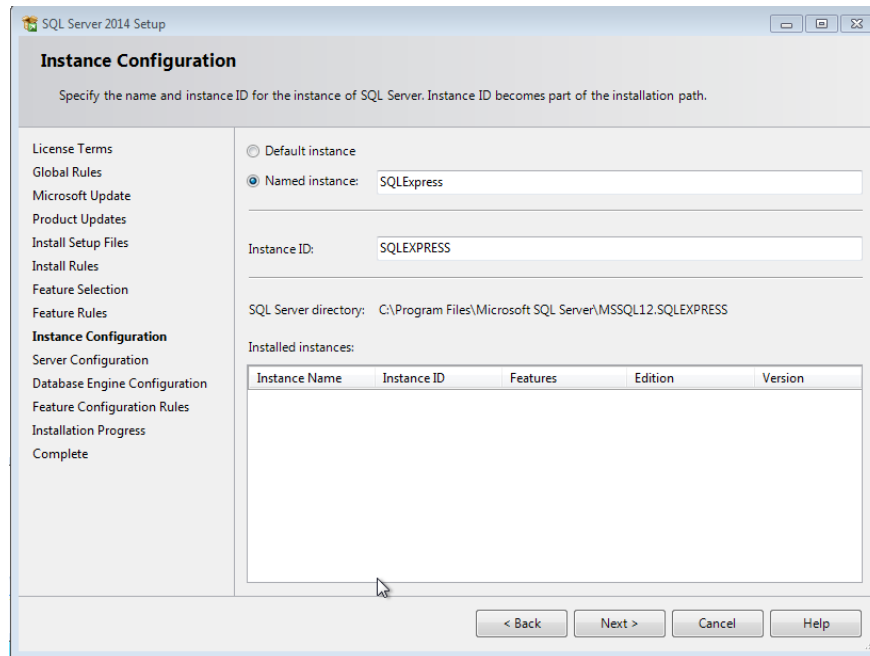 SQL Server 2014 Setup
Instance Configuration
Specify the name and instance ID for the instance of SQL Server. Instance ID becomes part of the installation path.
License Terms
Global Rules
Microsoft Update
Product Updates
Install Setup Files
Install Rules
Feature Selection
Feature Rules
Instance Configuration
Server Configuration
Database Engine Configuration
Feature Configuration Rules
Installation Progress
Complete
Default instance
Named instance: SQLExpress
Instance ID: SQLEXPRESS
SQL Server directory: C:\Program Files\Microsoft SQL Server\MSSQL12.SQLEXPRESS
Installed instances:
Instance Name Instance ID Features Edition Version
< Back Next > Cancel Help